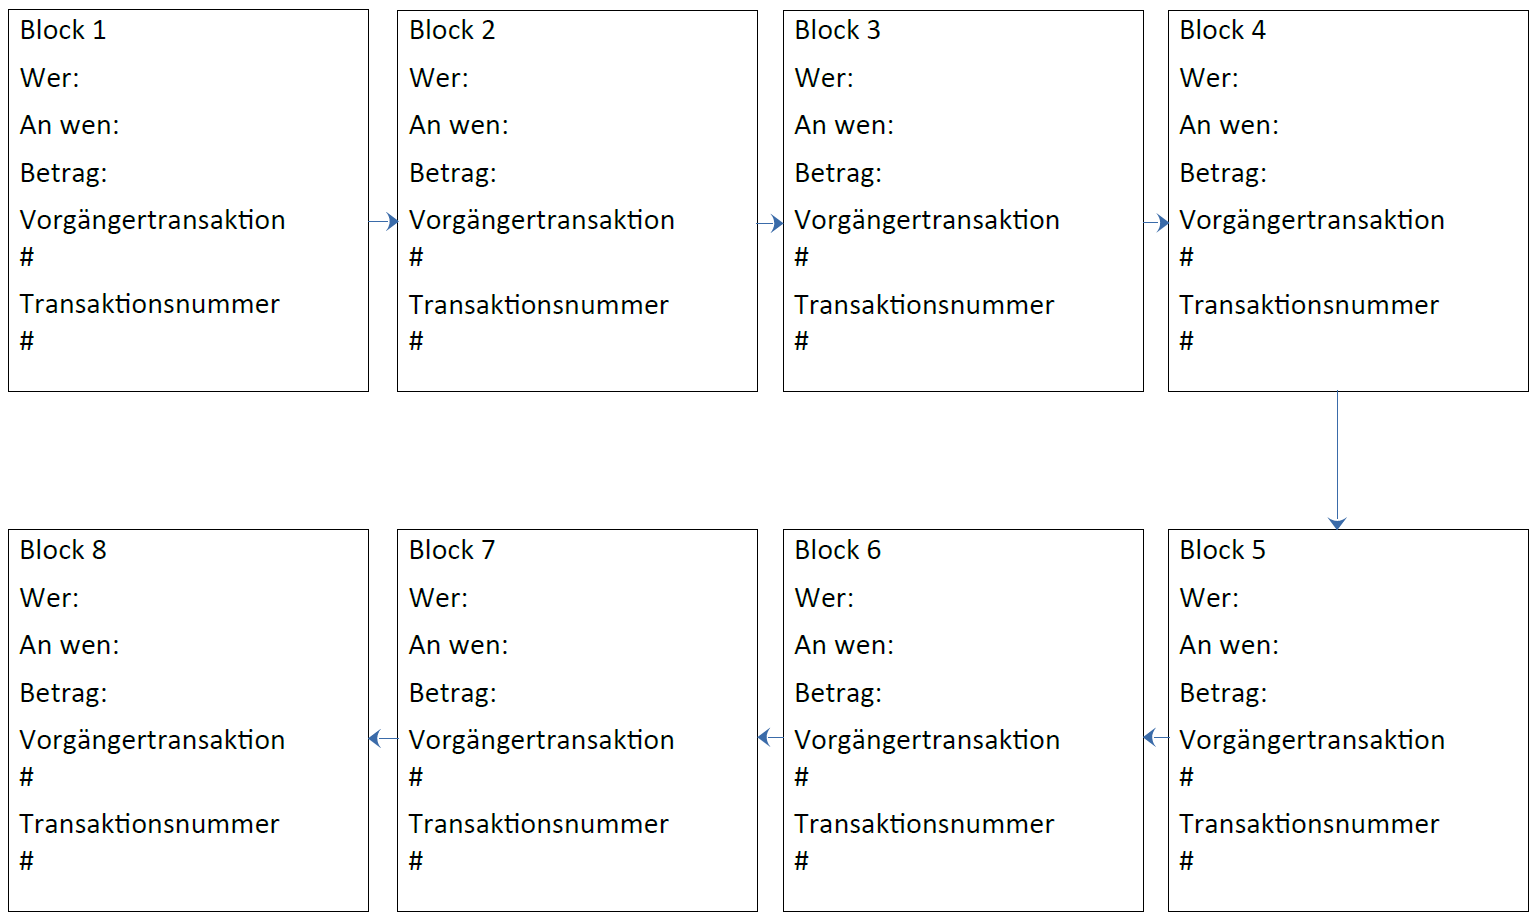 Block 1
Wer:
An wen:
Betrag:
Vorgängertransaktion
#
Transaktionsnummer
#
Block 2
Wer:
An wen:
Betrag:
Vorgängertransaktion
#
Transaktionsnummer
#
Block 3
Wer:
An wen:
Betrag:
Vorgängertransaktion
#
Transaktionsnummer
#
Block 4
Wer:
An wen:
Betrag:
Vorgängertransaktion
#
Transaktionsnummer
#
Block 5
Wer:
An wen:
Betrag:
Vorgängertransaktion
#
Transaktionsnummer
#
Block 6
Wer:
An wen:
Betrag:
Vorgängertransaktion
#
Transaktionsnummer
#
Block 7
Wer:
An wen:
Betrag:
Vorgängertransaktion
#
Transaktionsnummer
#
Block 8
Wer:
An wen:
Betrag:
Vorgängertransaktion
#
Transaktionsnummer
#